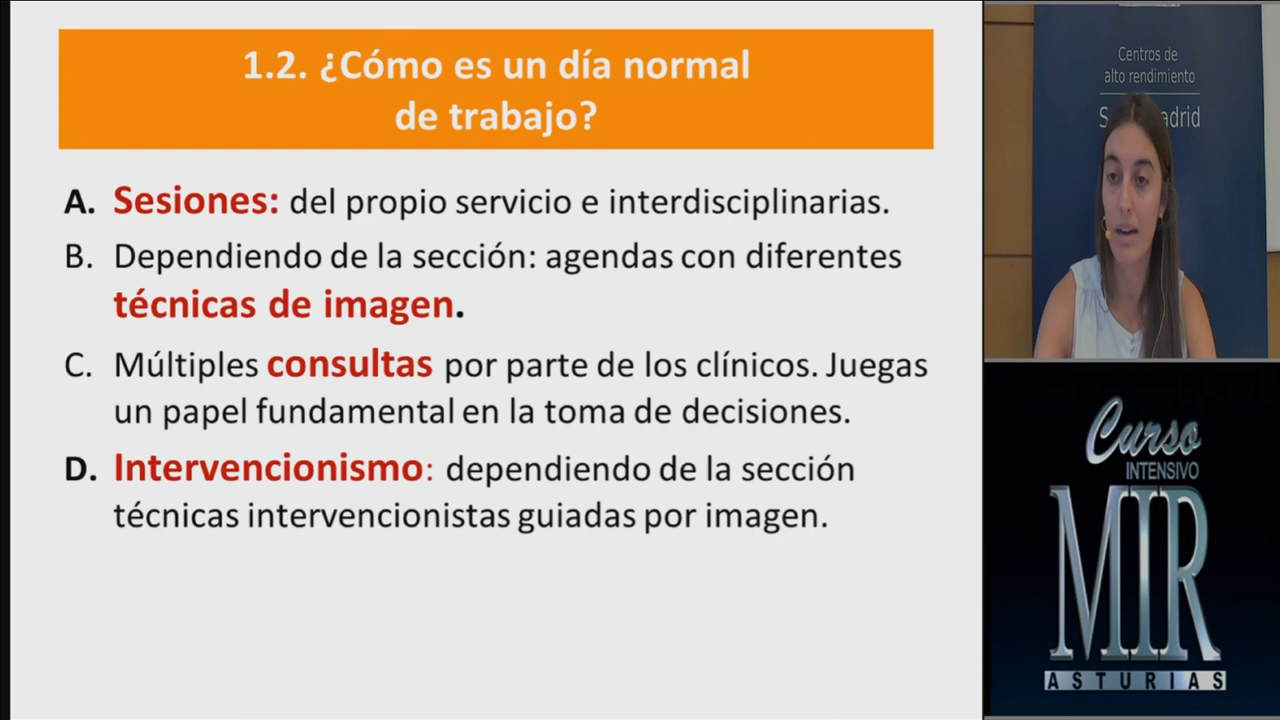 1.2. ¿Cómo es un día normal
de trabajo?
A. Sesiones: del propio servicio e interdisciplinarias.
B. Dependiendo de la sección: agendas con diferentes
técnicas de imagen.
C. Múltiples consultas por parte de los clínicos. Juegas
un papel fundamental en la toma de decisiones.
D. Intervencionismo: dependiendo de la sección
técnicas intervencionistas guiadas por imagen.
Centros de
alto rendimiento
Curso
INTENSIVO
MIR
ASTURIAS